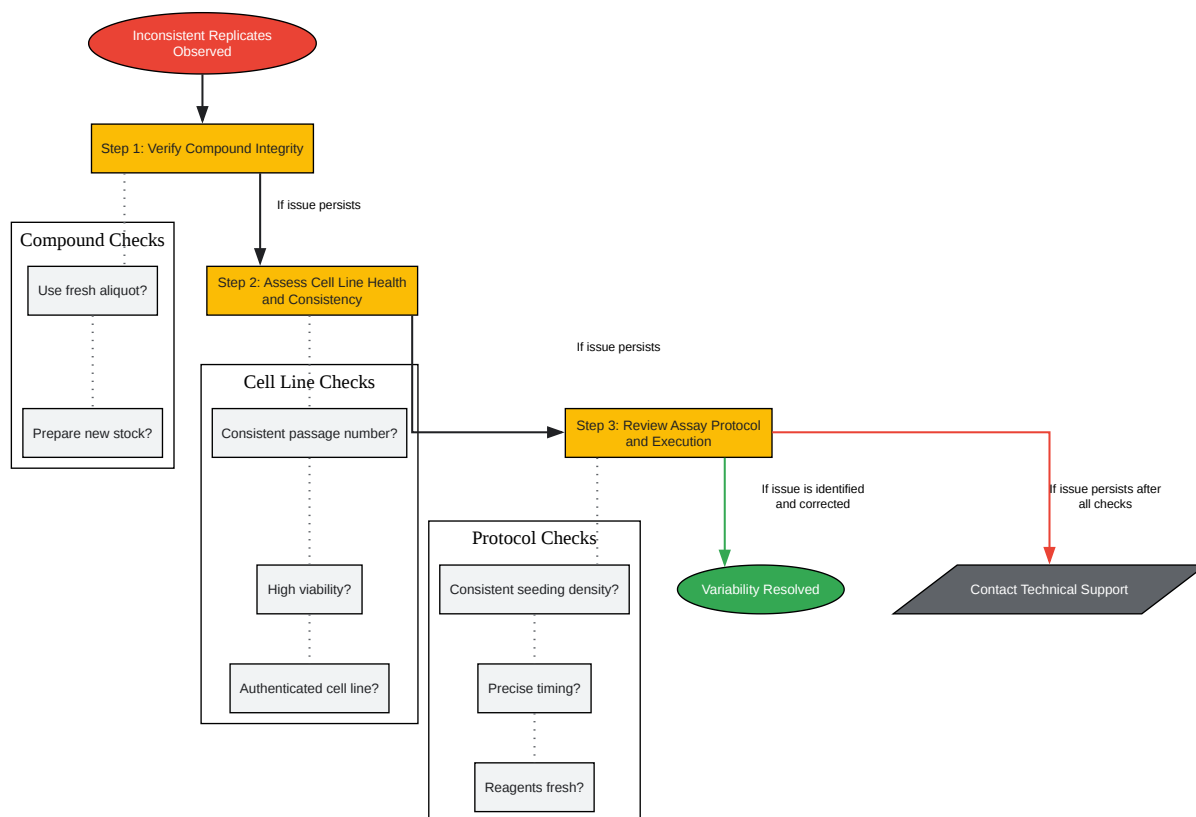 Inconsistent Replicates
Observed
Step 1: Verify Compound Integrity
If issue persists
Compound Checks
Use fresh aliquot?
Prepare new stock?
Step 2: Assess Cell Line Health
and Consistency
If issue persists
Cell Line Checks
Consistent passage number?
High viability?
Authenticated cell line?
Step 3: Review Assay Protocol
and Execution
If issue is identified
and corrected
If issue persists after
all checks
Protocol Checks
Consistent seeding density?
Precise timing?
Reagents fresh?
Variability Resolved
Contact Technical Support